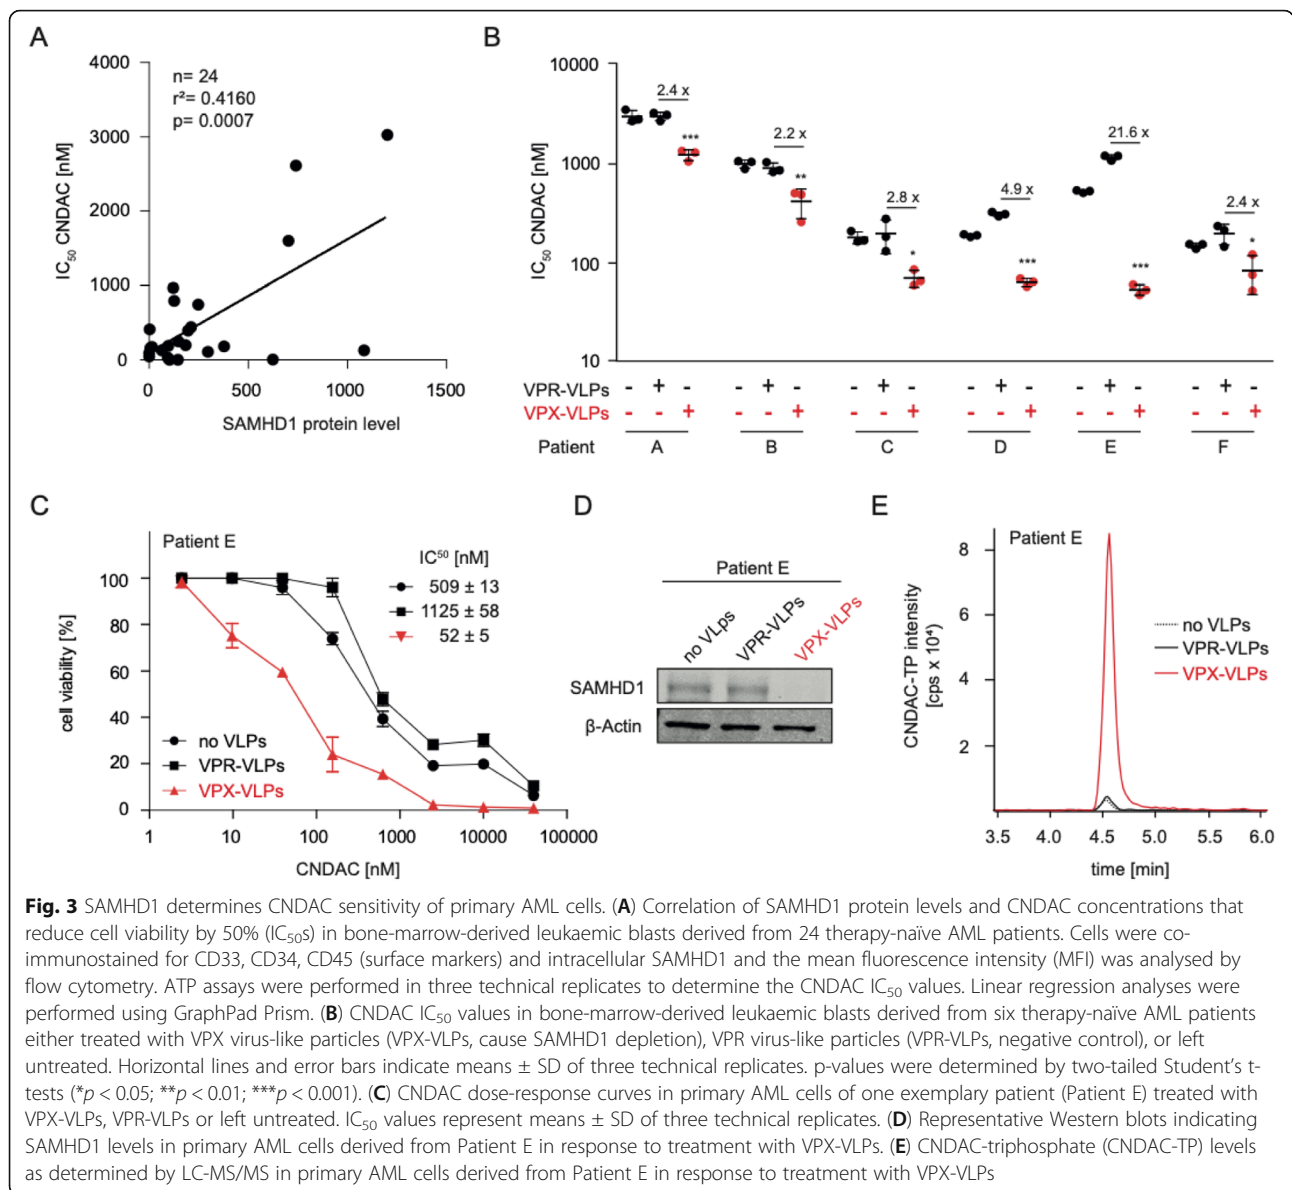 A
4000
3000
2000
1000
0
IC₅₀ CNDAC [nM]
n= 24
r²= 0.4160
p= 0.0007
0 500 1000 1500
SAMHD1 protein level
B
10000
1000
100
10
IC₅₀ CNDAC [nM]
2.4 x
***
2.2 x
**
2.8 x
*
4.9 x
***
21.6 x
***
2.4 x
*
VPR-VLPs - + - - + - - + - - + - - + - - + -
VPX-VLPs - - + - - + - - + - - + - - + - - +
Patient A B C D E F
C
Patient E
IC⁵⁰ [nM]
509 ± 13
1125 ± 58
52 ± 5
100
80
60
40
20
0
cell viability [%]
no VLPs
VPR-VLPs
VPX-VLPs
1 10 100 1000 10000 100000
CNDAC [nM]
D
Patient E
no VLps
VPR-VLPs
VPX-VLPs
SAMHD1
β-Actin
E
Patient E
8
6
4
2
CNDAC-TP intensity
[cps x 10⁴]
no VLPs
VPR-VLPs
VPX-VLPs
3.5 4.0 4.5 5.0 5.5 6.0
time [min]
Fig. 3 SAMHD1 determines CNDAC sensitivity of primary AML cells. (A) Correlation of SAMHD1 protein levels and CNDAC concentrations that
reduce cell viability by 50% (IC₅₀s) in bone-marrow-derived leukaemic blasts derived from 24 therapy-naïve AML patients. Cells were co-
immunostained for CD33, CD34, CD45 (surface markers) and intracellular SAMHD1 and the mean fluorescence intensity (MFI) was analysed by
flow cytometry. ATP assays were performed in three technical replicates to determine the CNDAC IC₅₀ values. Linear regression analyses were
performed using GraphPad Prism. (B) CNDAC IC₅₀ values in bone-marrow-derived leukaemic blasts derived from six therapy-naïve AML patients
either treated with VPX virus-like particles (VPX-VLPs, cause SAMHD1 depletion), VPR virus-like particles (VPR-VLPs, negative control), or left
untreated. Horizontal lines and error bars indicate means ± SD of three technical replicates. p-values were determined by two-tailed Student's t-
tests (*p < 0.05; **p < 0.01; ***p < 0.001). (C) CNDAC dose-response curves in primary AML cells of one exemplary patient (Patient E) treated with
VPX-VLPs, VPR-VLPs or left untreated. IC₅₀ values represent means ± SD of three technical replicates. (D) Representative Western blots indicating
SAMHD1 levels in primary AML cells derived from Patient E in response to treatment with VPX-VLPs. (E) CNDAC-triphosphate (CNDAC-TP) levels
as determined by LC-MS/MS in primary AML cells derived from Patient E in response to treatment with VPX-VLPs